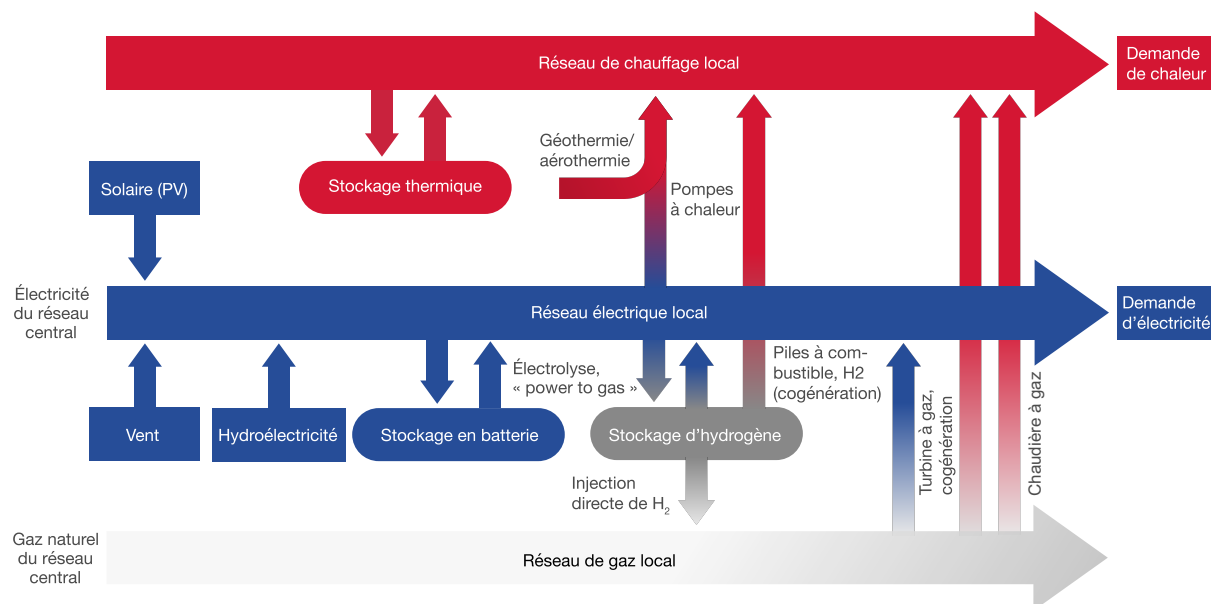 Réseau de chauffage local
Demande
de chaleur
Géothermie/
aérothermie
Stockage thermique
Solaire (PV)
Pompes
à chaleur
Électricité
du réseau
central
Réseau électrique local
Demande
d’électricité
Électrolyse,
« power to gas »
Piles à com-
bustible, H2
(cogénération)
Vent
Hydroélectricité
Stockage en batterie
Stockage d’hydrogène
Turbine à gaz,
cogénération
Chaudière à gaz
Injection
directe de H₂
Gaz naturel
du réseau
central
Réseau de gaz local